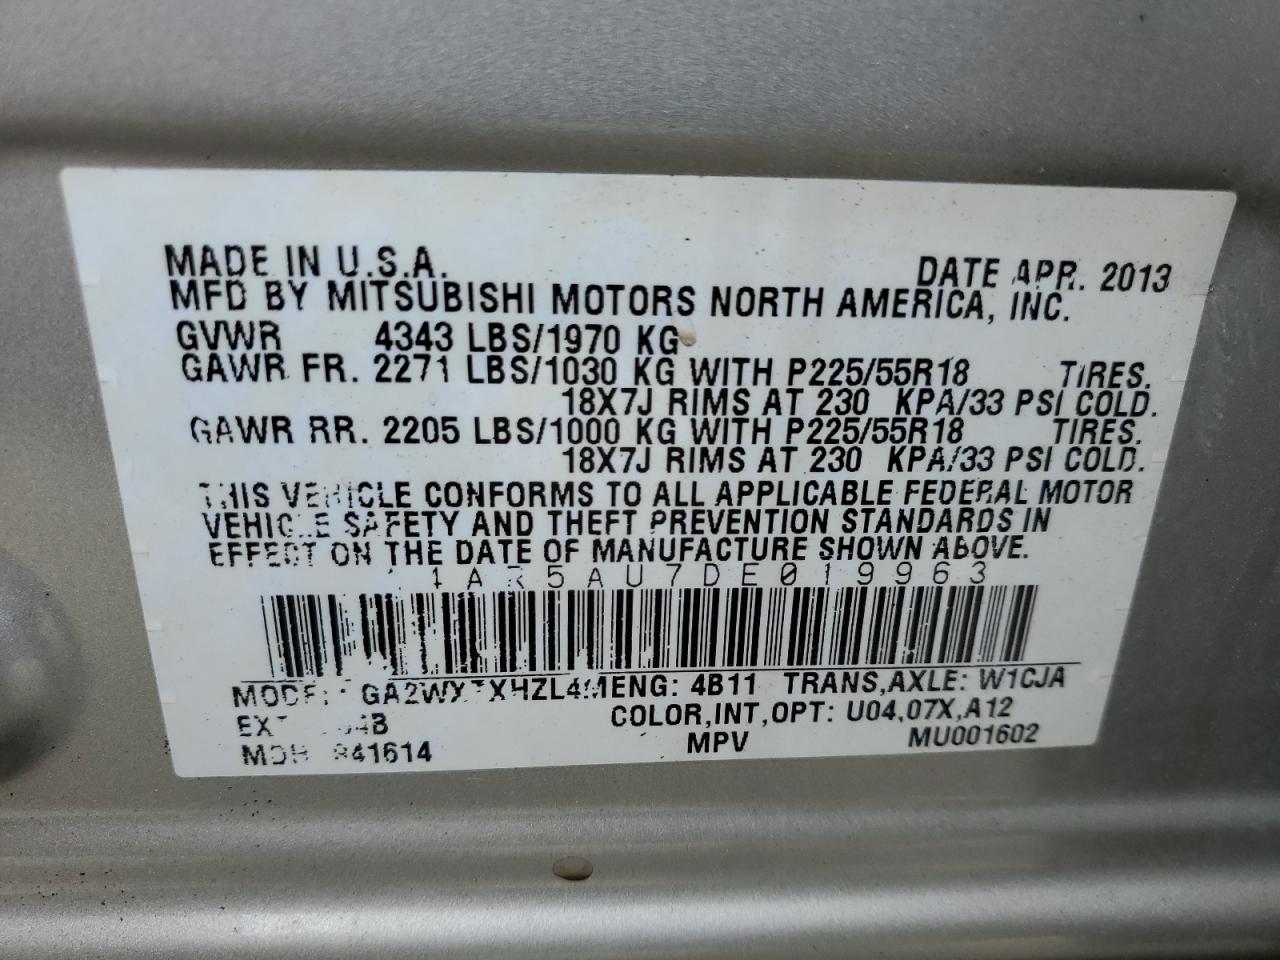 MADE IN U.S.A. DATE APR. 2013
MFD BY MITSUBISHI MOTORS NORTH AMERICA, INC.
GVWR 4343 LBS/1970 KG
GAWR FR. 2271 LBS/1030 KG WITH P225/55R18 TIRES.
18X7J RIMS AT 230 KPA/33 PSI COLD.
GAWR RR. 2205 LBS/1000 KG WITH P225/55R18 TIRES.
18X7J RIMS AT 230 KPA/33 PSI COLD.
THIS VEHICLE CONFORMS TO ALL APPLICABLE FEDERAL MOTOR
VEHICLE SAFETY AND THEFT PREVENTION STANDARDS IN
EFFECT ON THE DATE OF MANUFACTURE SHOWN ABOVE.
ENG: 4B11 TRANS,AXLE: W1CJA
COLOR,INT,OPT: U04,07X,A12
MPV MU001602